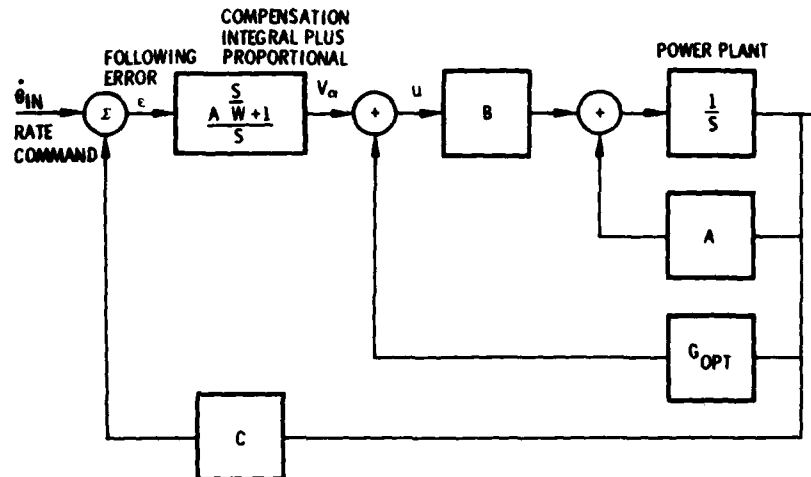 COMPENSATION
INTEGRAL PLUS
PROPORTIONAL
FOLLOWING
ERROR
POWER PLANT
θ̇IN
Σ
ε
S
A W +1
S
Vα
+
u
B
+
1
S
RATE
COMMAND
A
GOPT
C